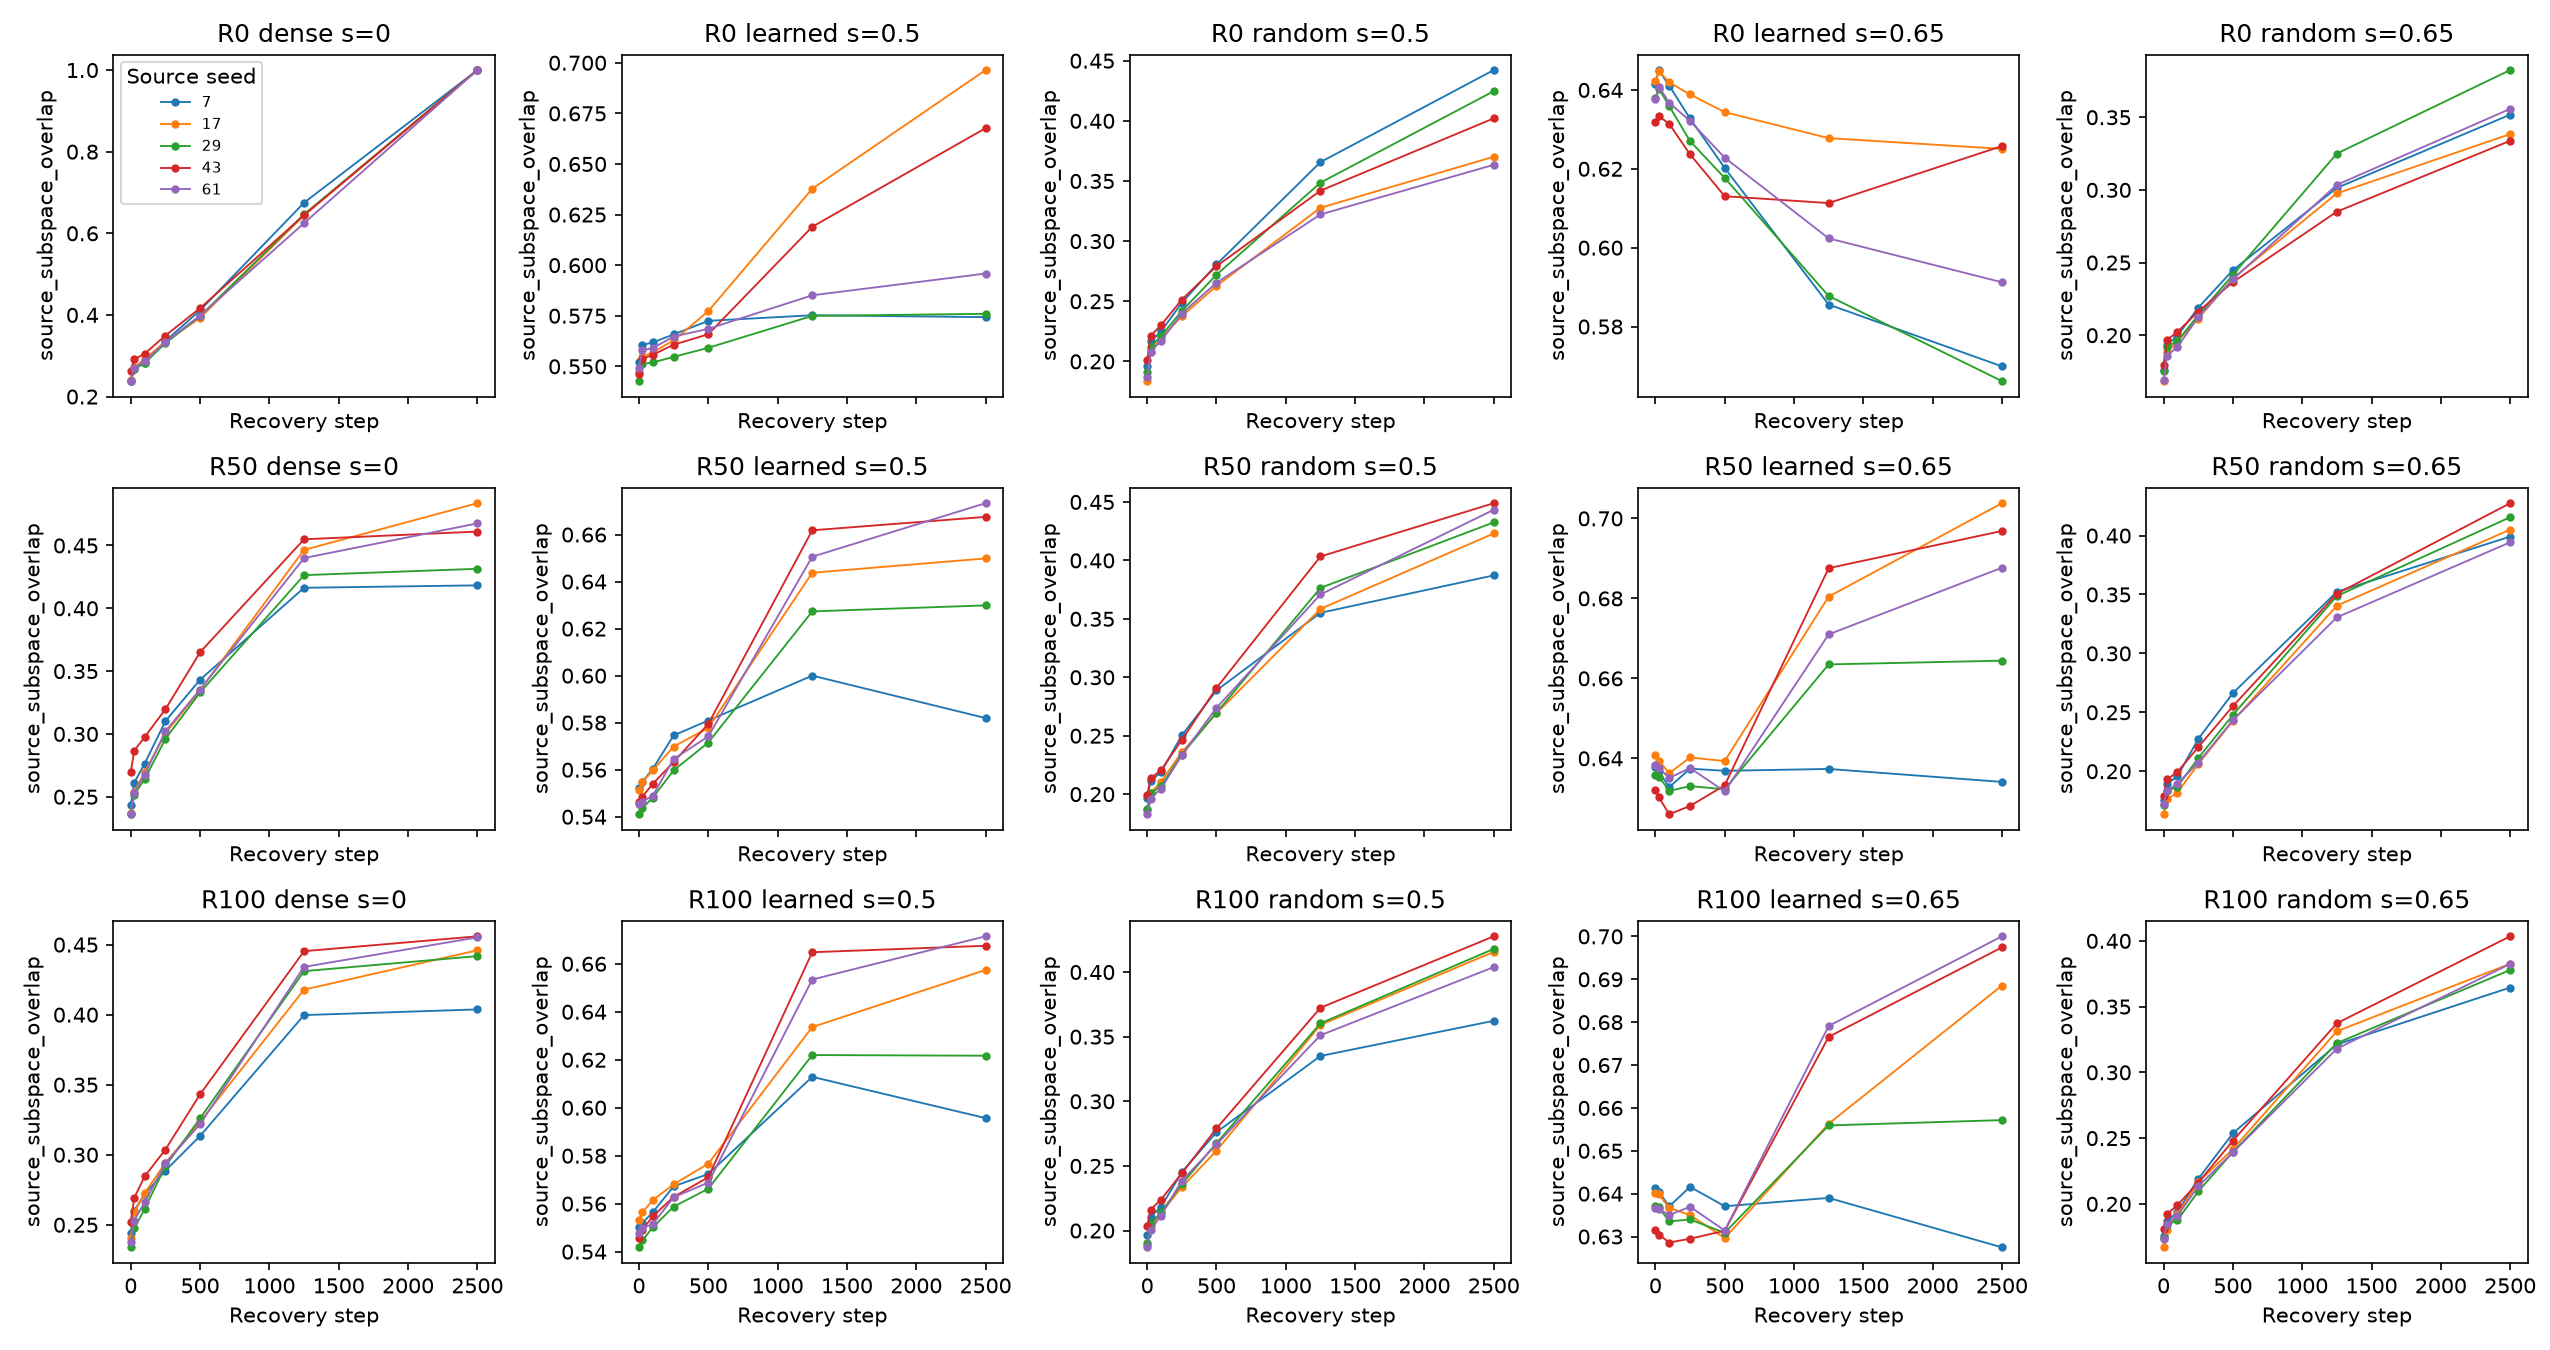 R0 dense s=0
R0 learned s=0.5
R0 random s=0.5
R0 learned s=0.65
R0 random s=0.65
source_subspace_overlap
1.0
0.8
0.6
0.4
0.2
Source seed
7
17
29
43
61
Recovery step
source_subspace_overlap
0.700
0.675
0.650
0.625
0.600
0.575
0.550
Recovery step
source_subspace_overlap
0.45
0.40
0.35
0.30
0.25
0.20
Recovery step
source_subspace_overlap
0.64
0.62
0.60
0.58
Recovery step
source_subspace_overlap
0.35
0.30
0.25
0.20
Recovery step
R50 dense s=0
R50 learned s=0.5
R50 random s=0.5
R50 learned s=0.65
R50 random s=0.65
source_subspace_overlap
0.45
0.40
0.35
0.30
0.25
Recovery step
source_subspace_overlap
0.66
0.64
0.62
0.60
0.58
0.56
0.54
Recovery step
source_subspace_overlap
0.45
0.40
0.35
0.30
0.25
0.20
Recovery step
source_subspace_overlap
0.70
0.68
0.66
0.64
Recovery step
source_subspace_overlap
0.40
0.35
0.30
0.25
0.20
Recovery step
R100 dense s=0
R100 learned s=0.5
R100 random s=0.5
R100 learned s=0.65
R100 random s=0.65
source_subspace_overlap
0.45
0.40
0.35
0.30
0.25
0 500 1000 1500 2000 2500
Recovery step
source_subspace_overlap
0.66
0.64
0.62
0.60
0.58
0.56
0.54
0 500 1000 1500 2000 2500
Recovery step
source_subspace_overlap
0.40
0.35
0.30
0.25
0.20
0 500 1000 1500 2000 2500
Recovery step
source_subspace_overlap
0.70
0.69
0.68
0.67
0.66
0.65
0.64
0.63
0 500 1000 1500 2000 2500
Recovery step
source_subspace_overlap
0.40
0.35
0.30
0.25
0.20
0 500 1000 1500 2000 2500
Recovery step